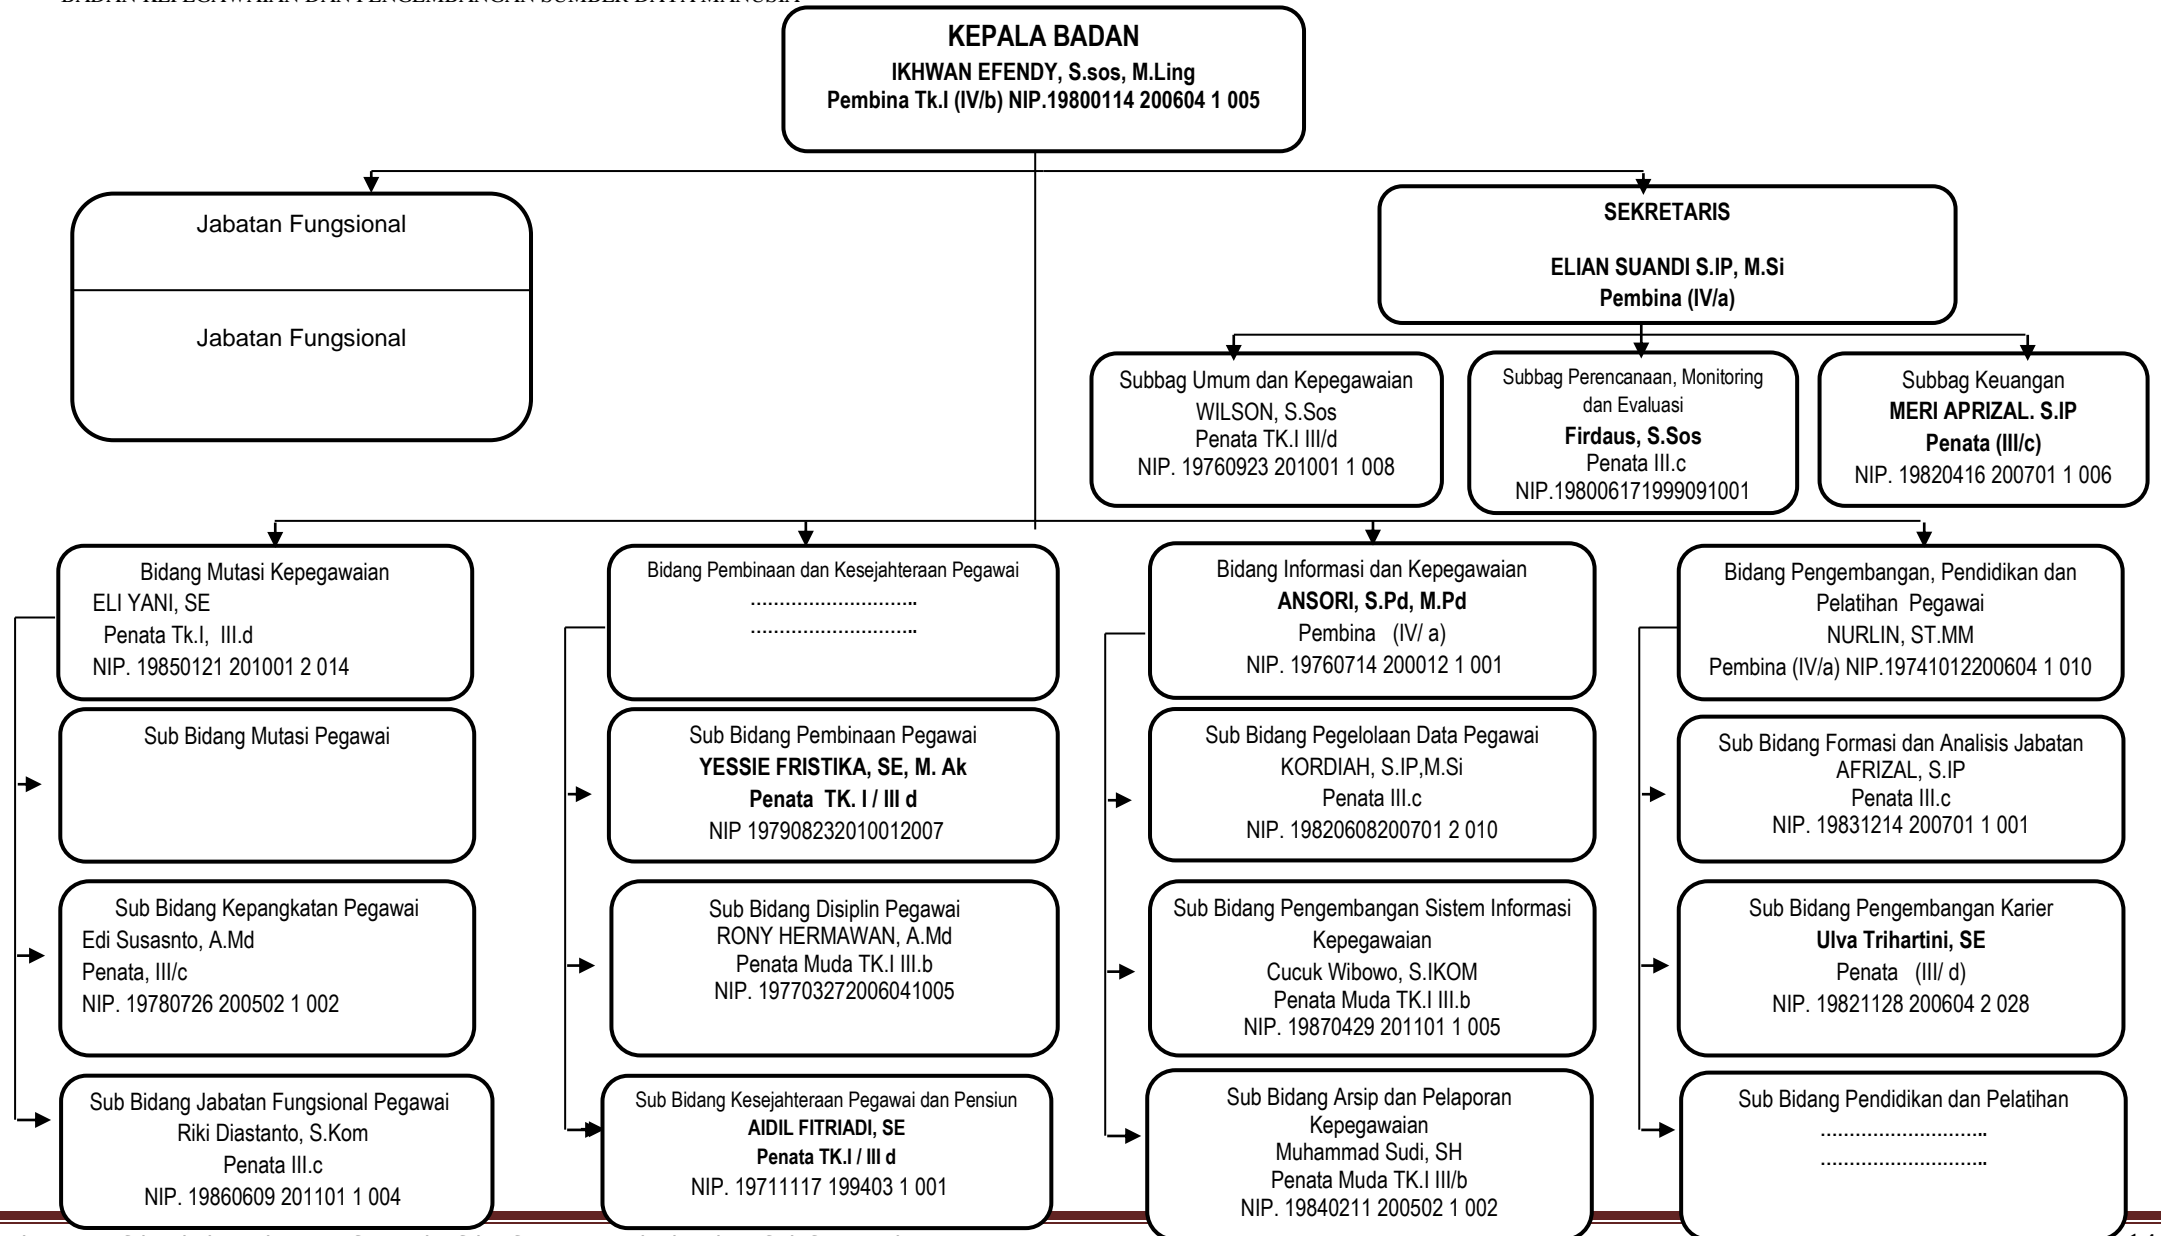 BADAN KEPEGAWAIAN DAN PENGEMBANGAN SUMBER DAYA MANUSIA
KEPALA BADAN
IKHWAN EFENDY, S.sos, M.Ling
Pembina Tk.I (IV/b) NIP.19800114 200604 1 005
Jabatan Fungsional
Jabatan Fungsional
SEKRETARIS
ELIAN SUANDI S.IP, M.Si
Pembina (IV/a)
Subbag Umum dan Kepegawaian
WILSON, S.Sos
Penata TK.I III/d
NIP. 19760923 201001 1 008
Subbag Perencanaan, Monitoring
dan Evaluasi
Firdaus, S.Sos
Penata III.c
NIP.198006171999091001
Subbag Keuangan
MERI APRIZAL. S.IP
Penata (III/c)
NIP. 19820416 200701 1 006
Bidang Mutasi Kepegawaian
ELI YANI, SE
Penata Tk.I, III.d
NIP. 19850121 201001 2 014
Sub Bidang Mutasi Pegawai
Sub Bidang Kepangkatan Pegawai
Edi Susasnto, A.Md
Penata, III/c
NIP. 19780726 200502 1 002
Sub Bidang Jabatan Fungsional Pegawai
Riki Diastanto, S.Kom
Penata III.c
NIP. 19860609 201101 1 004
Bidang Pembinaan dan Kesejahteraan Pegawai
………………………..
………………………..
Sub Bidang Pembinaan Pegawai
YESSIE FRISTIKA, SE, M. Ak
Penata TK. I / III d
NIP 197908232010012007
Sub Bidang Disiplin Pegawai
RONY HERMAWAN, A.Md
Penata Muda TK.I III.b
NIP. 197703272006041005
Sub Bidang Kesejahteraan Pegawai dan Pensiun
AIDIL FITRIADI, SE
Penata TK.I / III d
NIP. 19711117 199403 1 001
Bidang Informasi dan Kepegawaian
ANSORI, S.Pd, M.Pd
Pembina (IV/ a)
NIP. 19760714 200012 1 001
Sub Bidang Pegelolaan Data Pegawai
KORDIAH, S.IP,M.Si
Penata III.c
NIP. 19820608200701 2 010
Sub Bidang Pengembangan Sistem Informasi
Kepegawaian
Cucuk Wibowo, S.IKOM
Penata Muda TK.I III.b
NIP. 19870429 201101 1 005
Sub Bidang Arsip dan Pelaporan
Kepegawaian
Muhammad Sudi, SH
Penata Muda TK.I III/b
NIP. 19840211 200502 1 002
Bidang Pengembangan, Pendidikan dan
Pelatihan Pegawai
NURLIN, ST.MM
Pembina (IV/a) NIP.19741012200604 1 010
Sub Bidang Formasi dan Analisis Jabatan
AFRIZAL, S.IP
Penata III.c
NIP. 19831214 200701 1 001
Sub Bidang Pengembangan Karier
Ulva Trihartini, SE
Penata (III/ d)
NIP. 19821128 200604 2 028
Sub Bidang Pendidikan dan Pelatihan
………………………..
………………………..